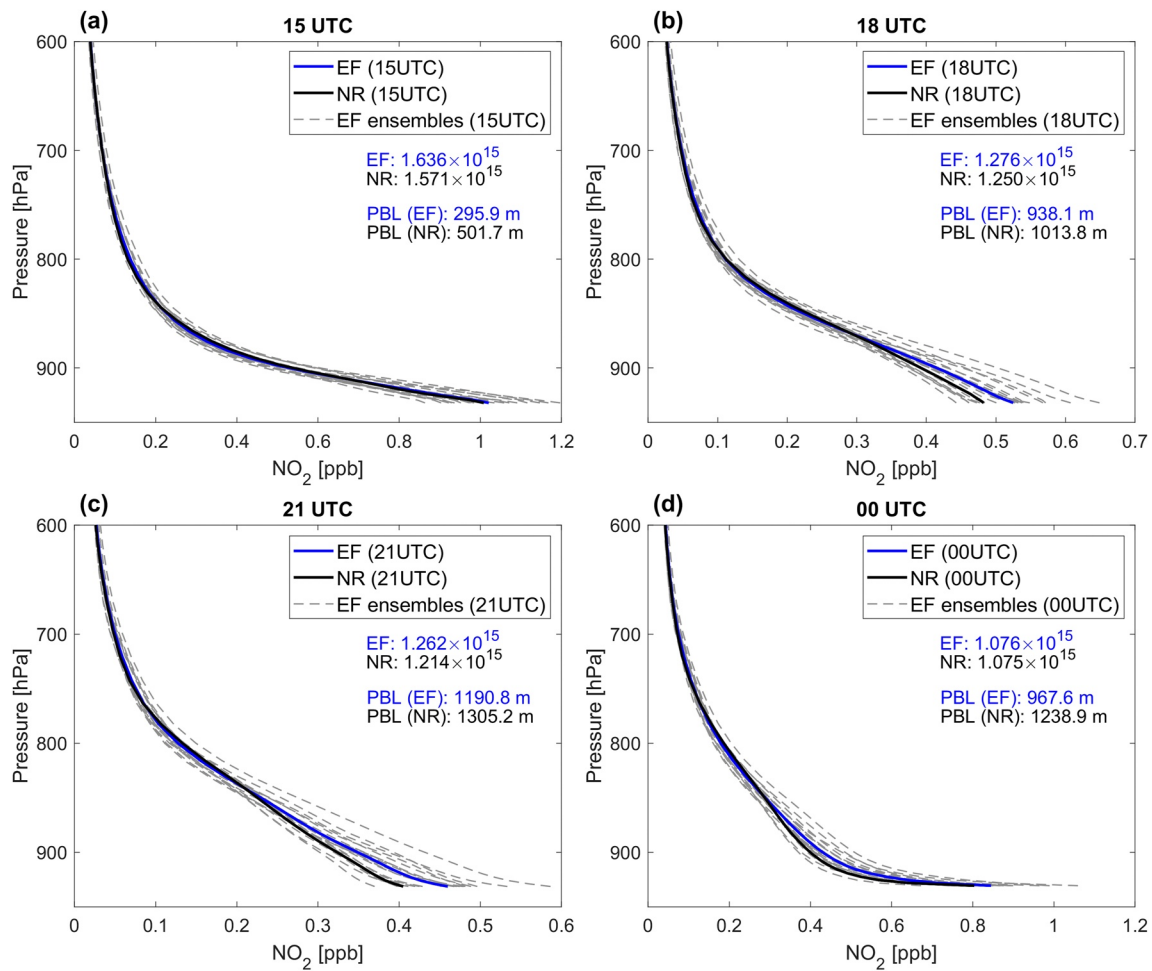 (a)
15 UTC
600
700
800
900
Pressure [hPa]
0
0.2
0.4
0.6
0.8
1
1.2
NO2 [ppb]
EF (15UTC)
NR (15UTC)
EF ensembles (15UTC)
EF: 1.636×10^15
NR: 1.571×10^15
PBL (EF): 295.9 m
PBL (NR): 501.7 m
(b)
18 UTC
600
700
800
900
Pressure [hPa]
0
0.1
0.2
0.3
0.4
0.5
0.6
0.7
NO2 [ppb]
EF (18UTC)
NR (18UTC)
EF ensembles (18UTC)
EF: 1.276×10^15
NR: 1.250×10^15
PBL (EF): 938.1 m
PBL (NR): 1013.8 m
(c)
21 UTC
600
700
800
900
Pressure [hPa]
0
0.1
0.2
0.3
0.4
0.5
0.6
NO2 [ppb]
EF (21UTC)
NR (21UTC)
EF ensembles (21UTC)
EF: 1.262×10^15
NR: 1.214×10^15
PBL (EF): 1190.8 m
PBL (NR): 1305.2 m
(d)
00 UTC
600
700
800
900
Pressure [hPa]
0
0.2
0.4
0.6
0.8
1
1.2
NO2 [ppb]
EF (00UTC)
NR (00UTC)
EF ensembles (00UTC)
EF: 1.076×10^15
NR: 1.075×10^15
PBL (EF): 967.6 m
PBL (NR): 1238.9 m